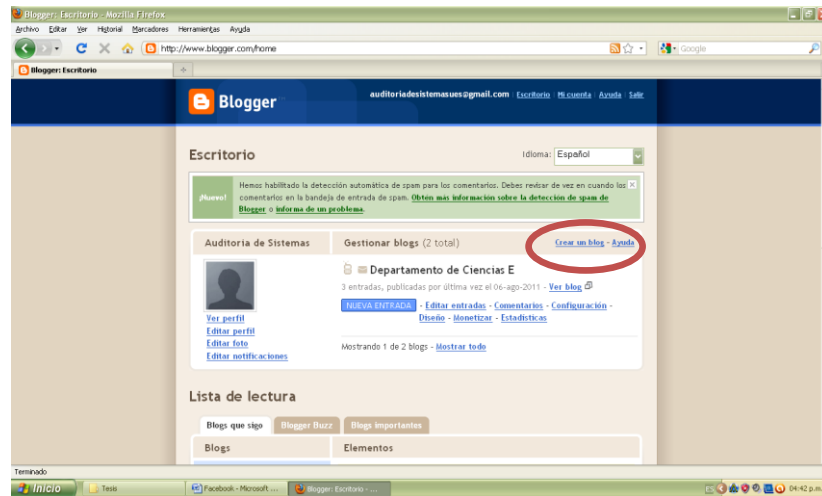 Blogger: Escritorio - Mozilla Firefox
Archivo Editar Ver Historial Marcadores Herramientas Ayuda
http://www.blogger.com/home
Google
Blogger: Escritorio
Blogger
auditoriadesistemasues@gmail.com | Escritorio | Mi cuenta | Ayuda | Salir
Escritorio
Idioma: Español
¡Nuevo!
Hemos habilitado la detección automática de spam para los comentarios. Debes revisar de vez en cuando los
comentarios en la bandeja de entrada de spam. Obtén más información sobre la detección de spam de
Blogger o informa de un problema.
Auditoria de Sistemas
Gestionar blogs (2 total)
Crear un blog - Ayuda
Departamento de Ciencias E
3 entradas, publicadas por última vez el 06-ago-2011 - Ver blog
NUEVA ENTRADA - Editar entradas - Comentarios - Configuración -
Diseño - Monetizar - Estadísticas
Ver perfil
Editar perfil
Editar foto
Editar notificaciones
Mostrando 1 de 2 blogs - Mostrar todo
Lista de lectura
Blogs que sigo
Blogger Buzz
Blogs importantes
Blogs
Elementos
Terminado
Inicio
Tesis
Facebook - Microsoft ...
Blogger: Escritorio - ...
04:42 p.m.